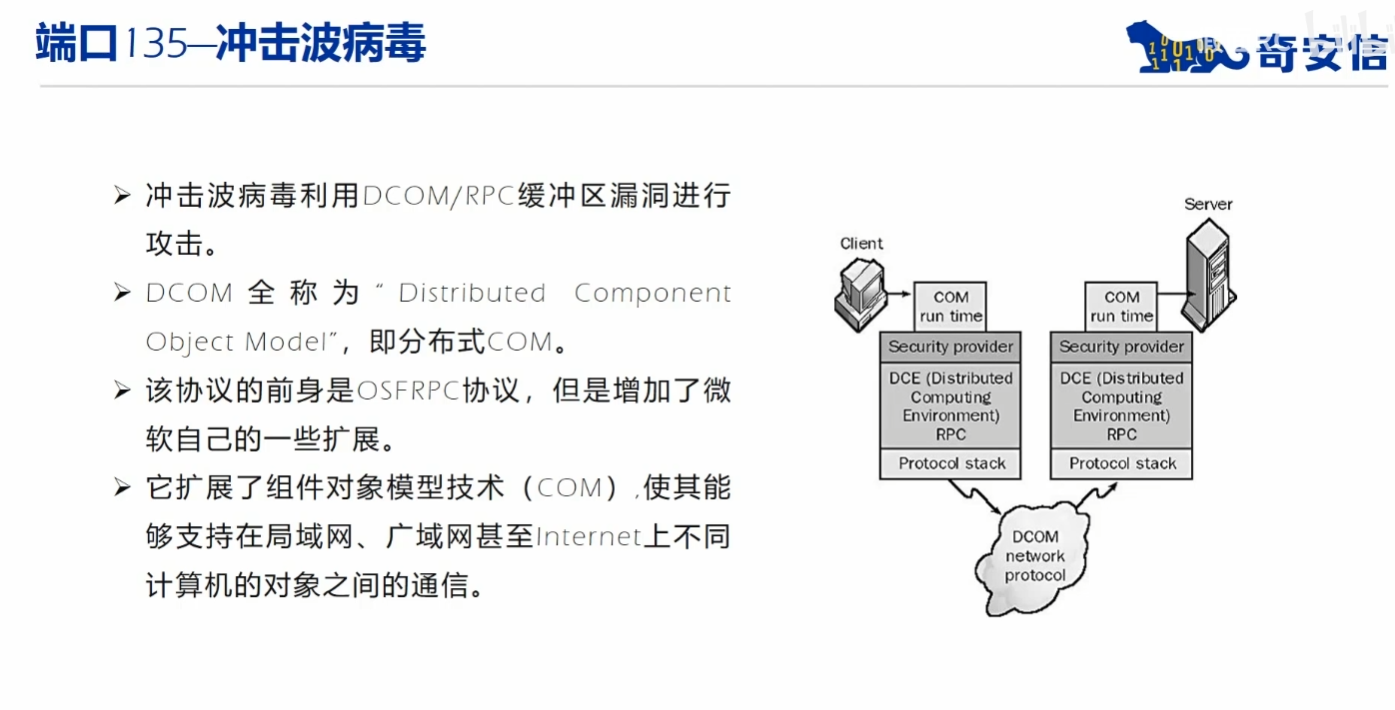 端口135—冲击波病毒
奇安信
➢ 冲击波病毒利用DCOM/RPC缓冲区漏洞进行
攻击。
➢ DCOM 全 称 为 “ Distributed Component
Object Model”，即分布式COM。
➢ 该协议的前身是OSFRPC协议，但是增加了微
软自己的一些扩展。
➢ 它扩展了组件对象模型技术（COM）,使其能
够支持在局域网、广域网甚至Internet上不同
计算机的对象之间的通信。
Server
Client
COM
run time
COM
run time
Security provider
Security provider
DCE (Distributed
Computing
Environment)
RPC
DCE (Distributed
Computing
Environment)
RPC
Protocol stack
Protocol stack
DCOM
network
protocol